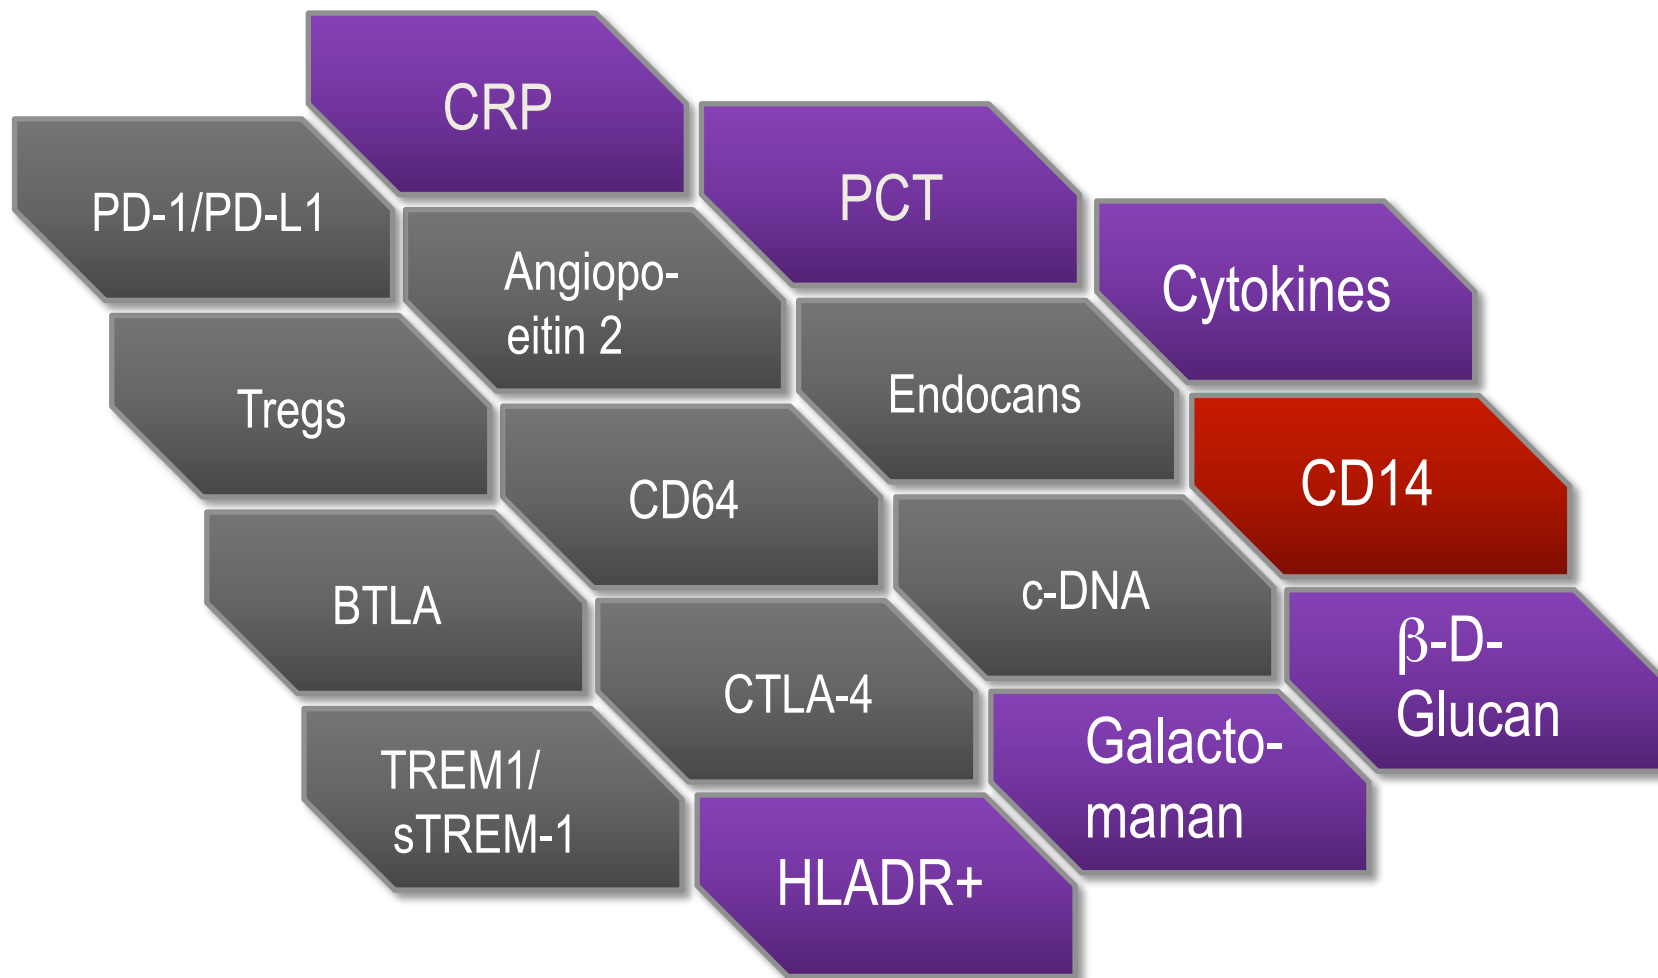 CRP
PCT
PD-1/PD-L1
Angiopo-
eitin 2
Cytokines
Tregs
Endocans
CD64
CD14
BTLA
c-DNA
CTLA-4
β-D-
Glucan
TREM1/
sTREM-1
Galacto-
manan
HLADR+